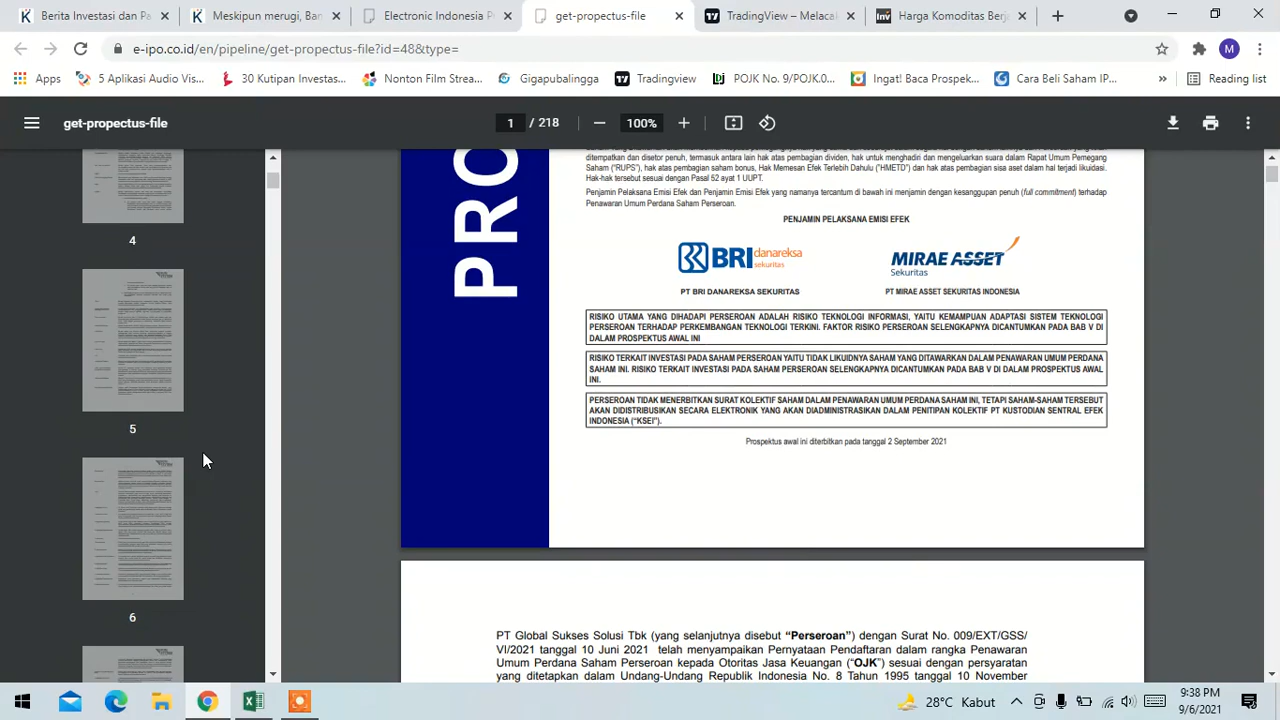 Berita Investasi dan Pa
Meskipun merugi, Ban
Electronic Indonesia P
get-propectus-file
TradingView – Melacak
Harga Komoditas Berj
e-ipo.co.id/en/pipeline/get-propectus-file?id=48&type=
M
Apps
5 Aplikasi Audio Vis...
30 Kutipan Investas...
Nonton Film Strea...
Gigapubalingga
Tradingview
POJK No. 9/POJK.0...
Ingat! Baca Prospek...
Cara Beli Saham IP...
»
Reading list
get-propectus-file
1 / 218
100%
PRO
ditempatkan dan disetor penuh, termasuk antara lain hak atas pembagian dividen, hak untuk menghadiri dan mengeluarkan suara dalam Rapat Umum Pemegang
Saham ("RUPS"), hak atas pembagian saham bonus, Hak Memesan Efek Terlebih Dahulu ("HMETD") dan hak atas pembagian sisa aset dalam hal terjadi likuidasi.
Hak-hak tersebut sesuai dengan Pasal 52 ayat 1 UUPT.
Penjamin Pelaksana Emisi Efek dan Penjamin Emisi Efek yang namanya tercantum di bawah ini menjamin dengan kesanggupan penuh (full commitment) terhadap
Penawaran Umum Perdana Saham Perseroan.
PENJAMIN PELAKSANA EMISI EFEK
BRI danareksa
sekuritas
MIRAE ASSET
Sekuritas
PT BRI DANAREKSA SEKURITAS
PT MIRAE ASSET SEKURITAS INDONESIA
RISIKO UTAMA YANG DIHADAPI PERSEROAN ADALAH RISIKO TEKNOLOGI INFORMASI, YAITU KEMAMPUAN ADAPTASI SISTEM TEKNOLOGI
PERSEROAN TERHADAP PERKEMBANGAN TEKNOLOGI TERKINI. FAKTOR RISIKO PERSEROAN SELENGKAPNYA DICANTUMKAN PADA BAB V DI
DALAM PROSPEKTUS AWAL INI
RISIKO TERKAIT INVESTASI PADA SAHAM PERSEROAN YAITU TIDAK LIKUIDNYA SAHAM YANG DITAWARKAN DALAM PENAWARAN UMUM PERDANA
SAHAM INI. RISIKO TERKAIT INVESTASI PADA SAHAM PERSEROAN SELENGKAPNYA DICANTUMKAN PADA BAB V DI DALAM PROSPEKTUS AWAL
INI.
PERSEROAN TIDAK MENERBITKAN SURAT KOLEKTIF SAHAM DALAM PENAWARAN UMUM PERDANA SAHAM INI, TETAPI SAHAM-SAHAM TERSEBUT
AKAN DIDISTRIBUSIKAN SECARA ELEKTRONIK YANG AKAN DIADMINISTRASIKAN DALAM PENITIPAN KOLEKTIF PT KUSTODIAN SENTRAL EFEK
INDONESIA ("KSEI").
Prospektus awal ini diterbitkan pada tanggal 2 September 2021
4
5
6
PT Global Sukses Solusi Tbk (yang selanjutnya disebut "Perseroan") dengan Surat No. 009/EXT/GSS/
VI/2021 tanggal 10 Juni 2021 telah menyampaikan Pernyataan Pendaftaran dalam rangka Penawaran
Umum Perdana Saham Perseroan kepada Otoritas Jasa Keuangan ("OJK") sesuai dengan persyaratan
yang ditetapkan dalam Undang-Undang Republik Indonesia No. 8 Tahun 1995 tanggal 10 November
28°C Kabut
9:38 PM
9/6/2021